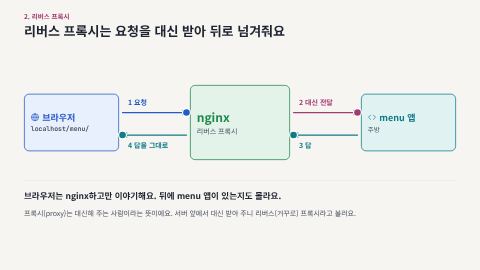 2. 리버스 프록시
리버스 프록시는 요청을 대신 받아 뒤로 넘겨줘요
브라우저
localhost/menu/
1 요청
4 답을 그대로
nginx
리버스 프록시
2 대신 전달
3 답
menu 앱
주방
브라우저는 nginx하고만 이야기해요. 뒤에 menu 앱이 있는지도 몰라요.
프록시(proxy)는 대신해 주는 사람이라는 뜻이에요. 서버 앞에서 대신 받아 주니 리버스(거꾸로) 프록시라고 불러요.